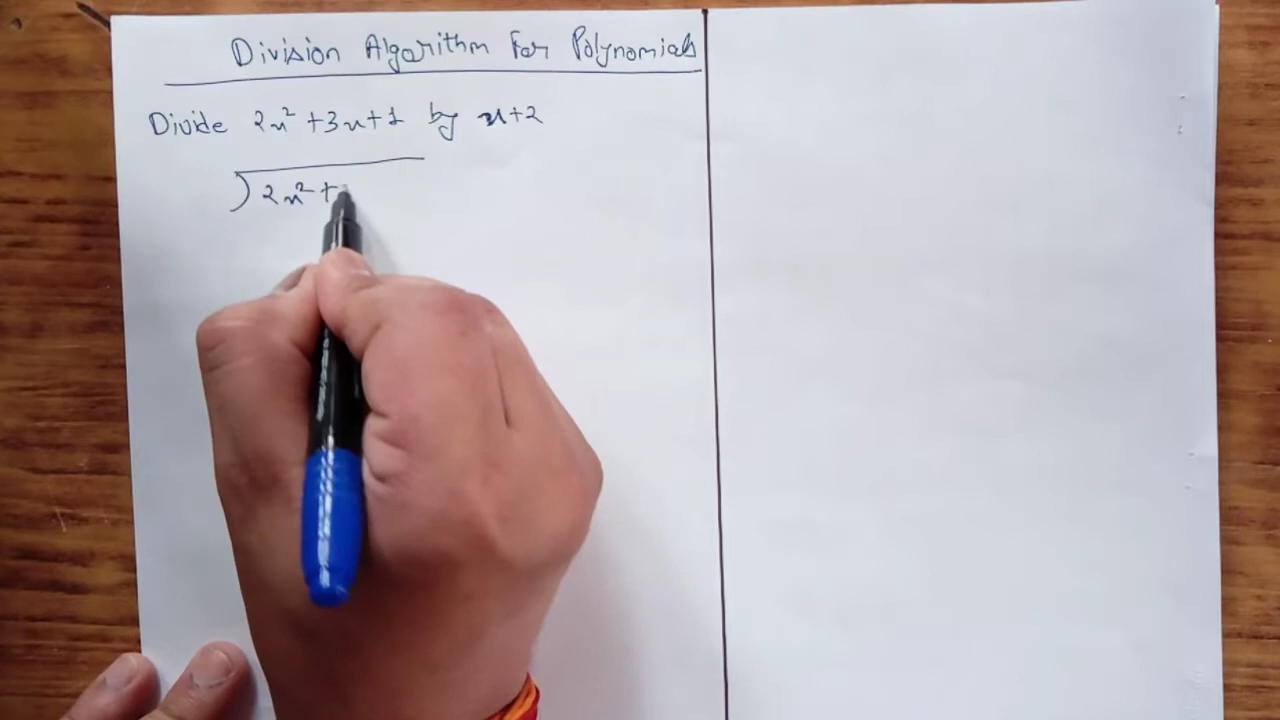 Division Algorithm For Polynomials
Divide 2x² + 3x + 1 by x + 2
) 2x² +